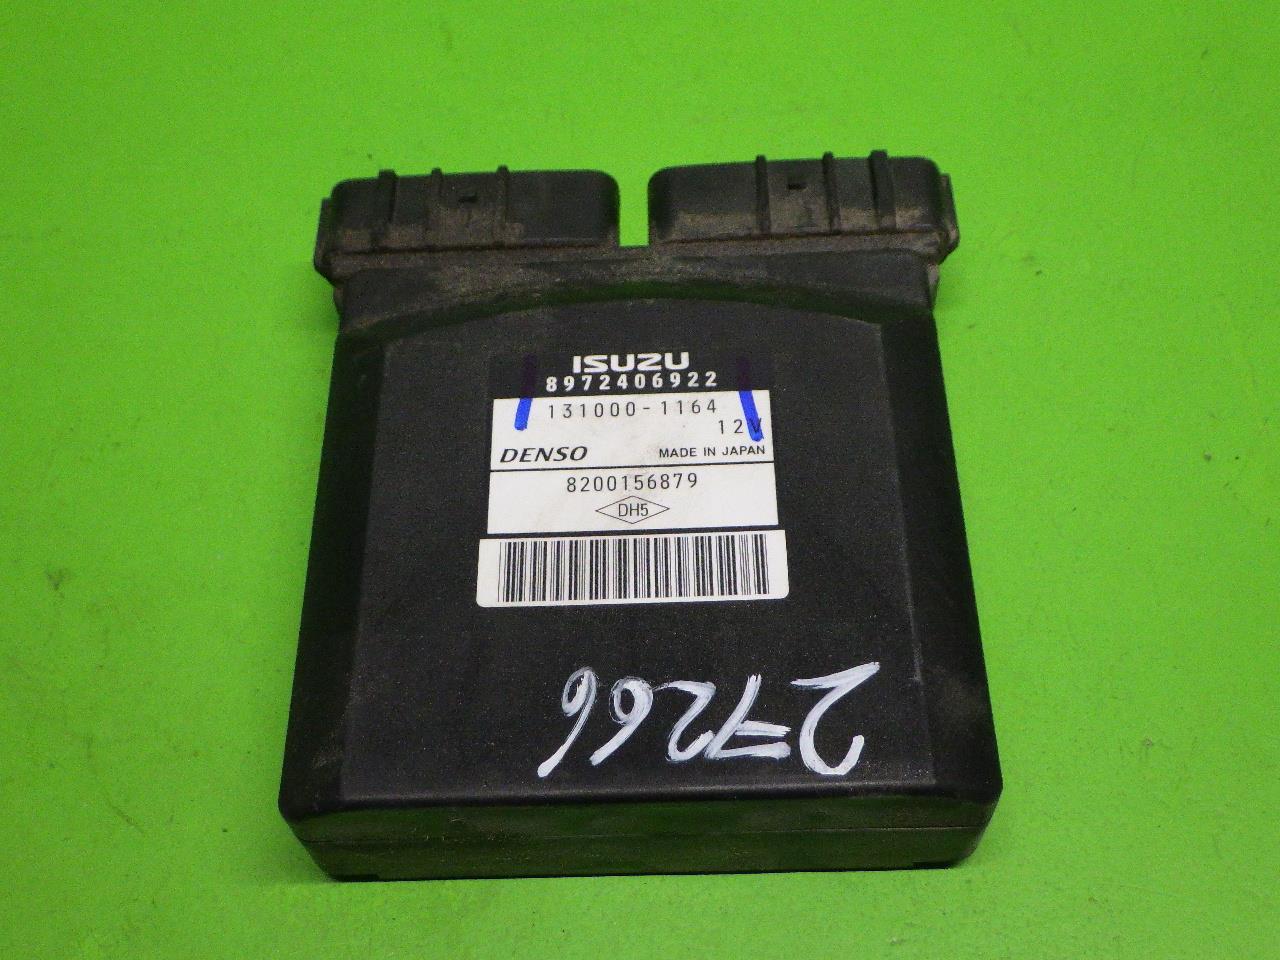 ISUZU
8972406922
131000-1164
12V
DENSO MADE IN JAPAN
8200156879
DH5
27266